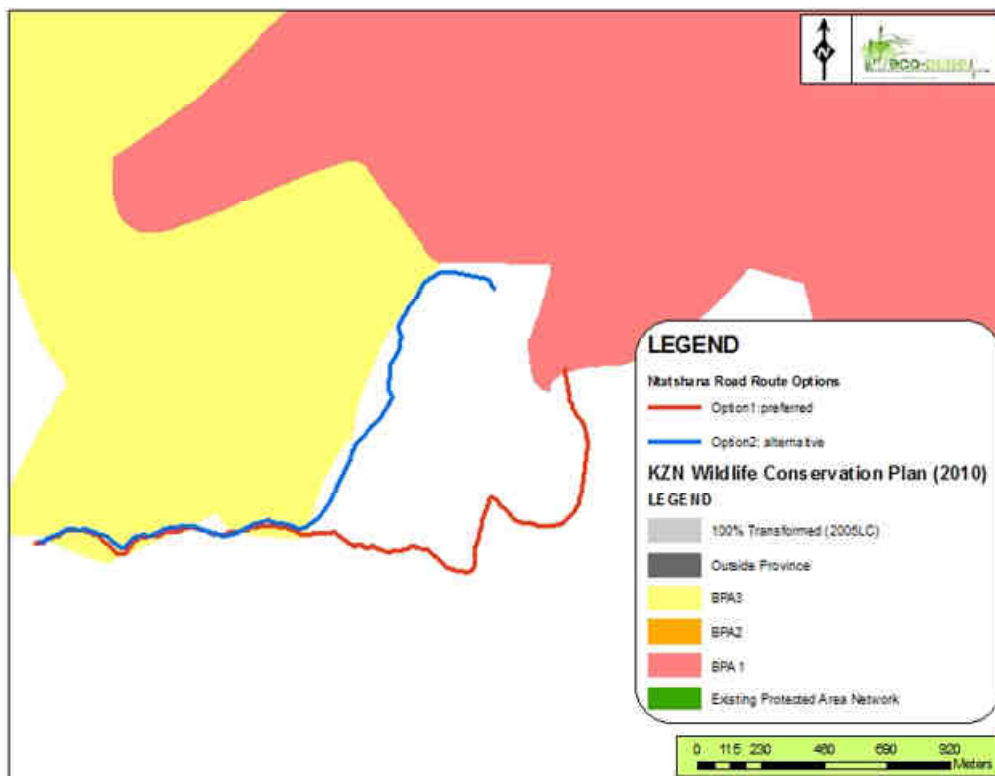 N
LEGEND
Ntatshana Road Route Options
Option1: preferred
Option2: alternative
KZN Wildlife Conservation Plan (2010)
LEGEND
100% Transformed (2005LC)
Outside Province
BPA3
BPA2
BPA 1
Existing Protected Area Network
0 115 230 460 690 920
Meters